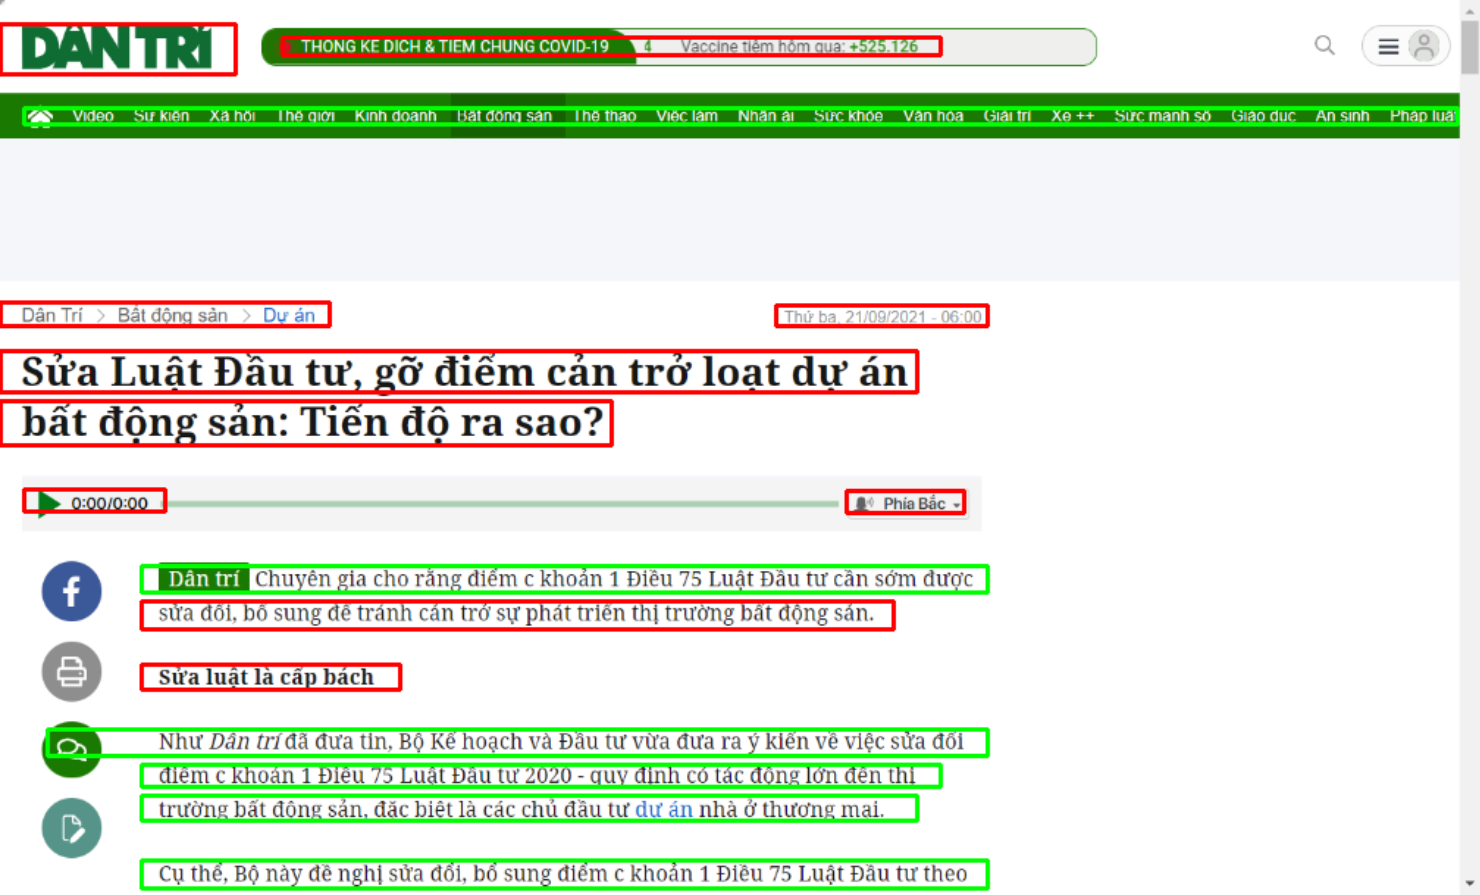 DÂN TRÍ
THỐNG KÊ DỊCH & TIÊM CHỦNG COVID-19 4 Vaccine tiêm hôm qua: +525.126
Video Sự kiện Xã hội Thế giới Kinh doanh Bất động sản Thể thao Việc làm Nhân ái Sức khỏe Văn hóa Giải trí Xe ++ Sức mạnh số Giáo dục An sinh Pháp luật
Dân Trí > Bất động sản > Dự án
Thứ ba, 21/09/2021 - 06:00
Sửa Luật Đầu tư, gỡ điểm cản trở loạt dự án
bất động sản: Tiến độ ra sao?
0:00/0:00
Phía Bắc
Dân trí Chuyên gia cho rằng điểm c khoản 1 Điều 75 Luật Đầu tư cần sớm được
sửa đổi, bổ sung để tránh cản trở sự phát triển thị trường bất động sản.
Sửa luật là cấp bách
Như Dân trí đã đưa tin, Bộ Kế hoạch và Đầu tư vừa đưa ra ý kiến về việc sửa đổi
điểm c khoản 1 Điều 75 Luật Đầu tư 2020 - quy định có tác động lớn đến thị
trường bất động sản, đặc biệt là các chủ đầu tư dự án nhà ở thương mại.
Cụ thể, Bộ này đề nghị sửa đổi, bổ sung điểm c khoản 1 Điều 75 Luật Đầu tư theo